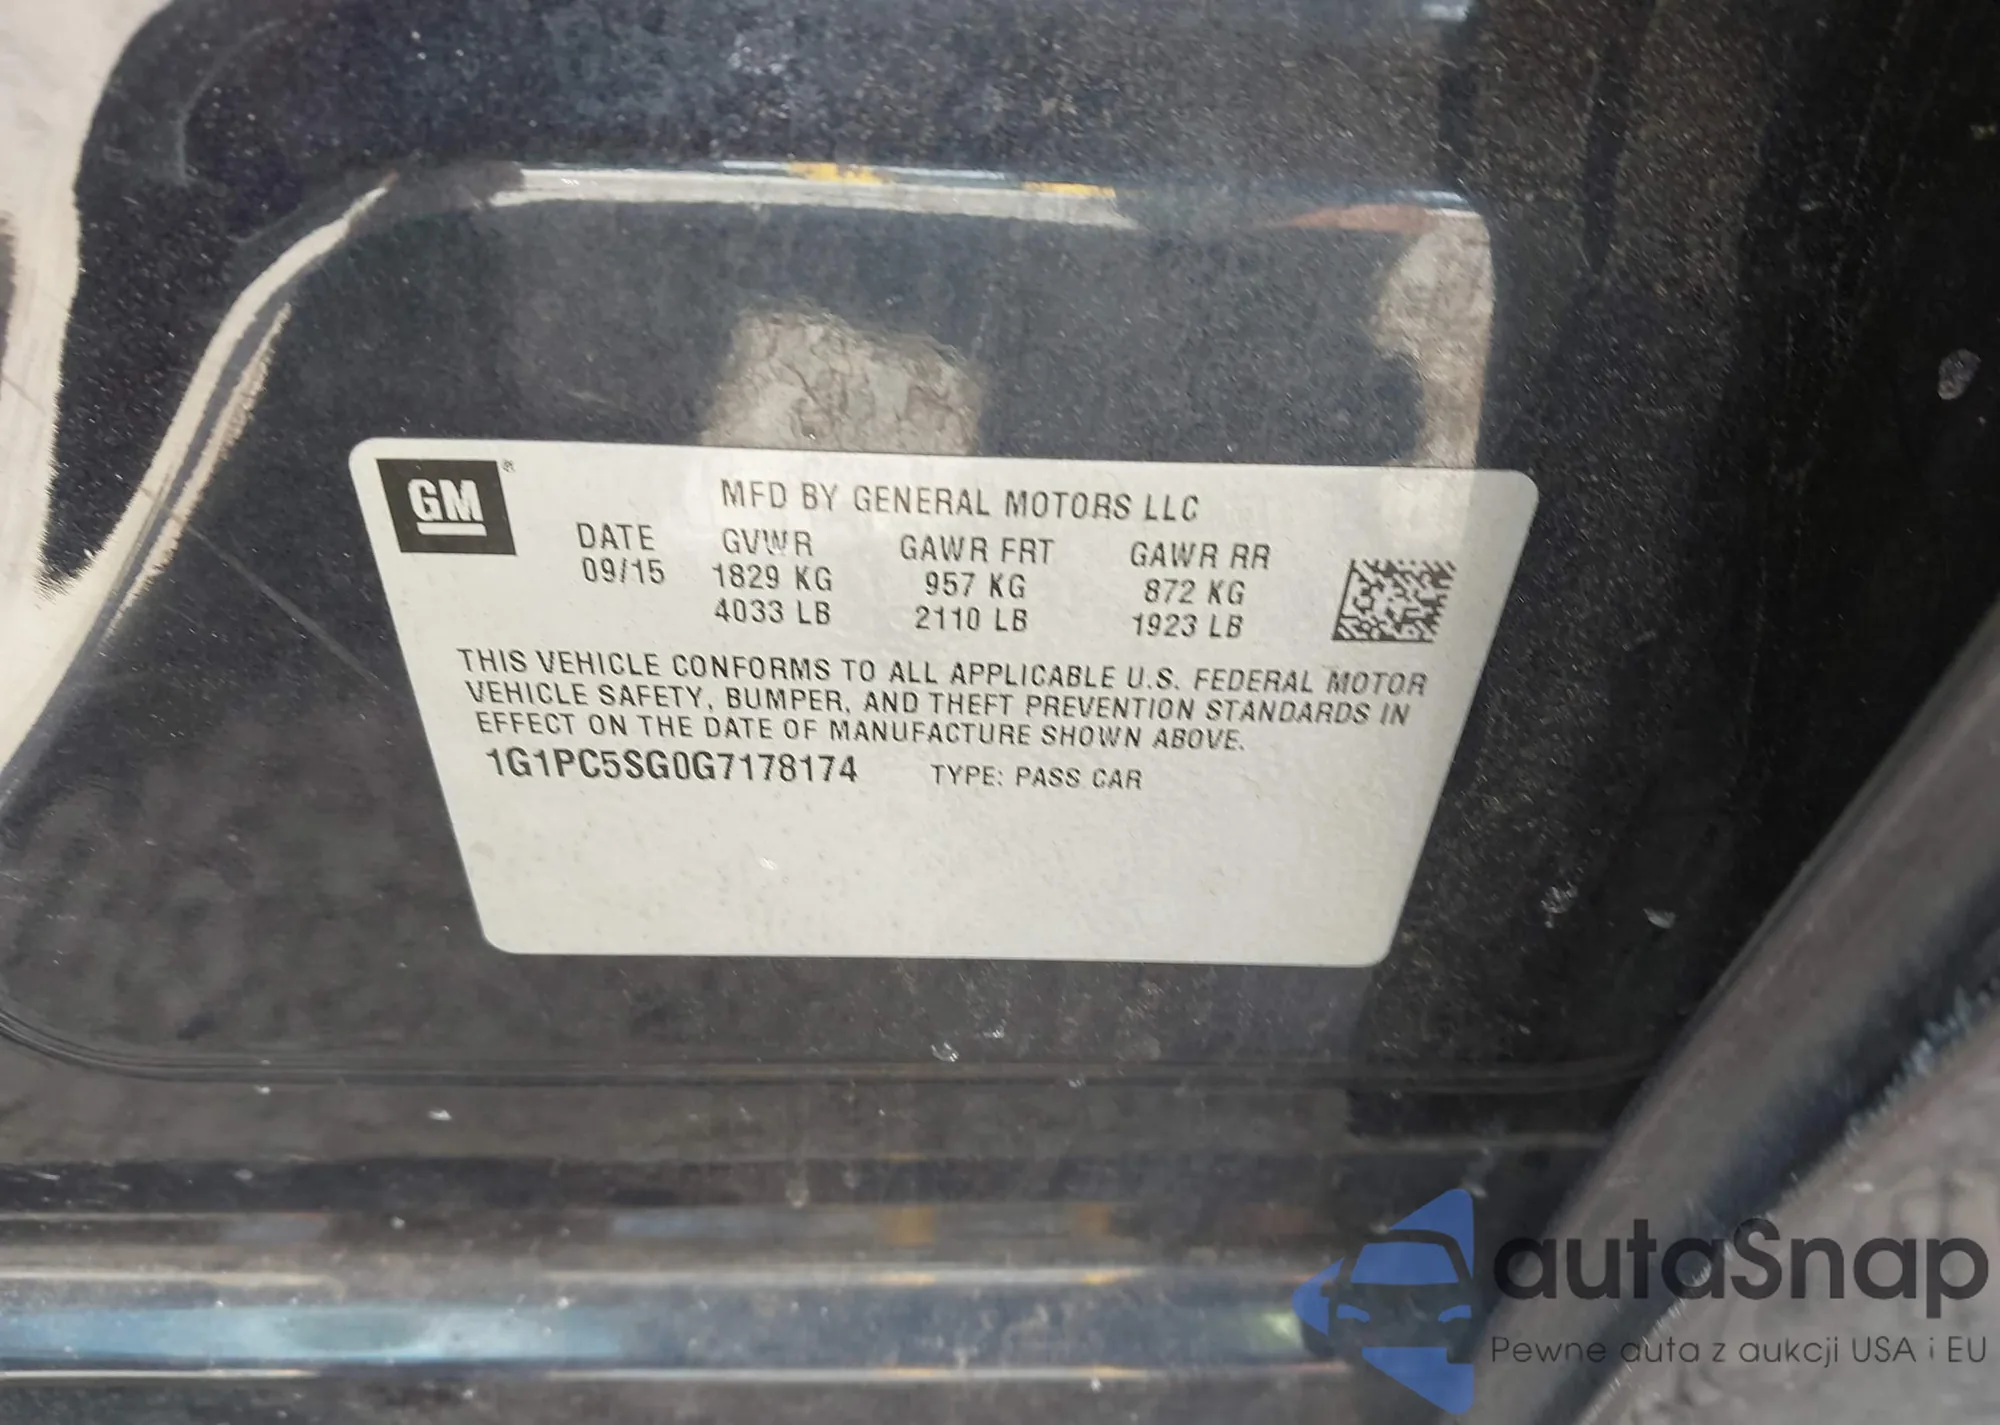 GM®
MFD BY GENERAL MOTORS LLC
DATE GVWR GAWR FRT GAWR RR
09/15 1829 KG 957 KG 872 KG
4033 LB 2110 LB 1923 LB
THIS VEHICLE CONFORMS TO ALL APPLICABLE U.S. FEDERAL MOTOR
VEHICLE SAFETY, BUMPER, AND THEFT PREVENTION STANDARDS IN
EFFECT ON THE DATE OF MANUFACTURE SHOWN ABOVE.
1G1PC5SG0G7178174 TYPE: PASS CAR
autaSnap
Pewne auta z aukcji USA i EU